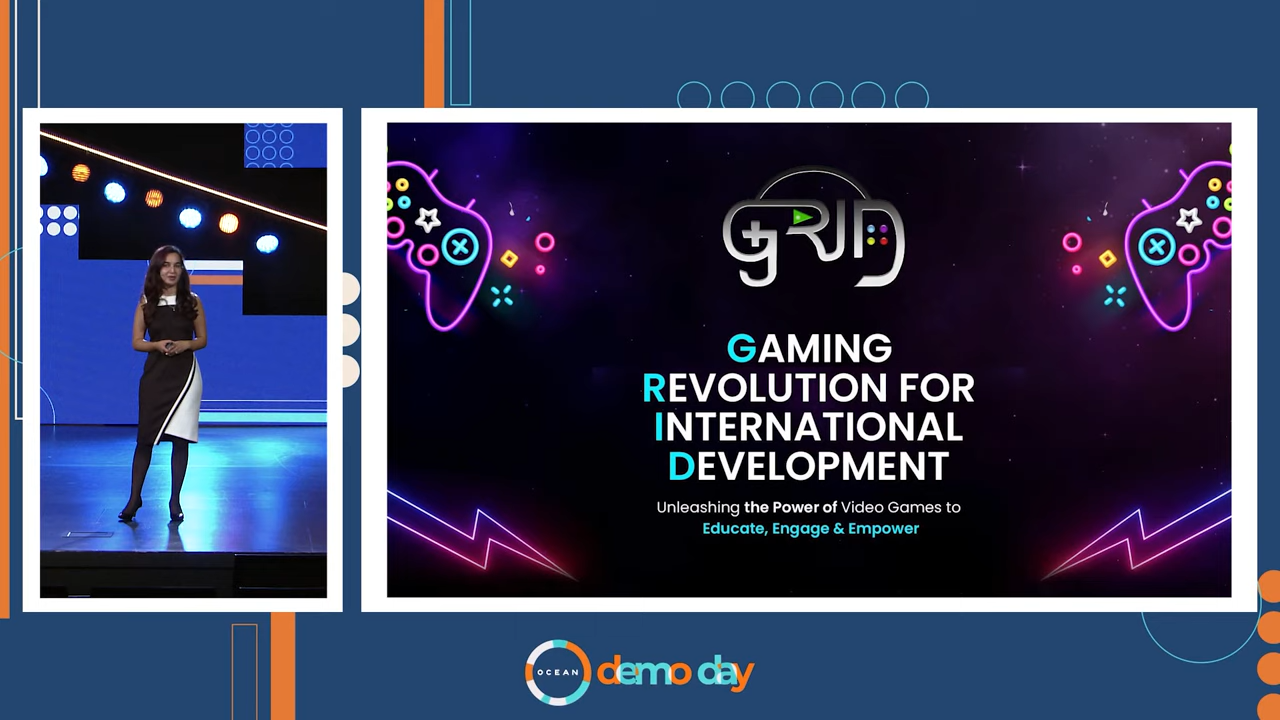 GRID
GAMING
REVOLUTION FOR
INTERNATIONAL
DEVELOPMENT
Unleashing the Power of Video Games to
Educate, Engage & Empower
OCEAN
demo day